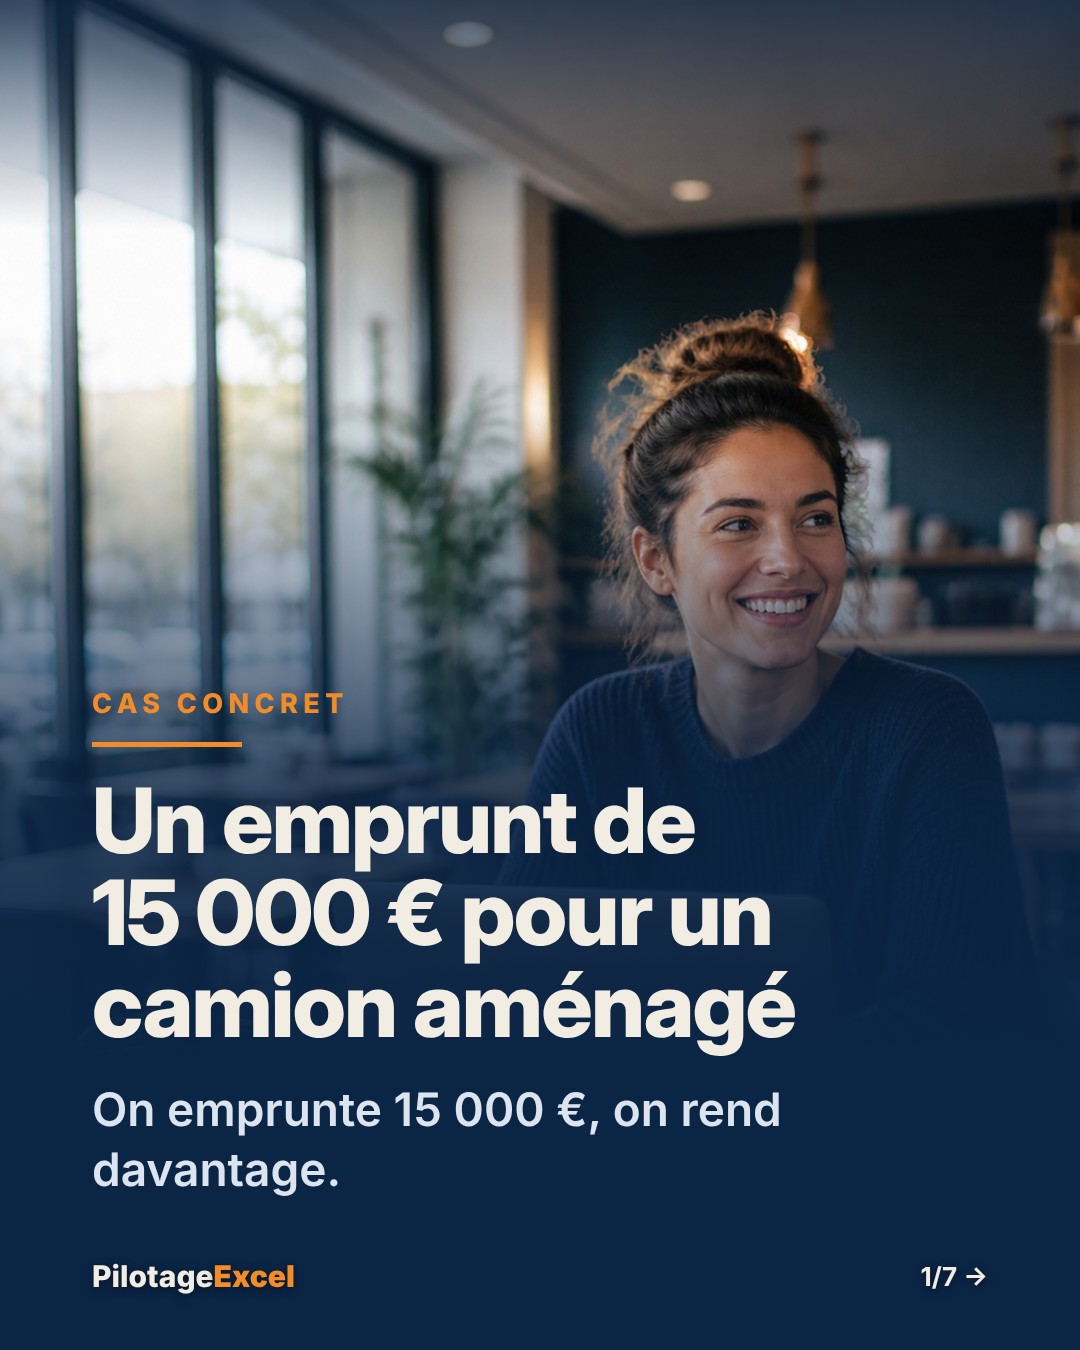 CAS CONCRET
Un emprunt de
15 000 € pour un
camion aménagé
On emprunte 15 000 €, on rend
davantage.
PilotageExcel
1/7 →